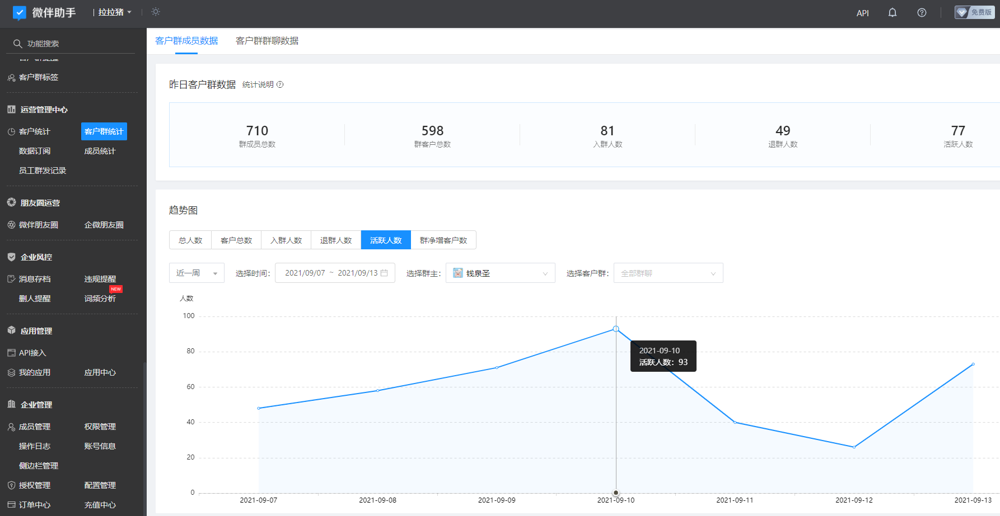 微伴助手
拉拉猪
API
免费版
功能搜索
客户群提醒
客户群标签
运营管理中心
客户统计
客户群统计
数据订阅
成员统计
员工群发记录
朋友圈运营
微伴朋友圈
企微朋友圈
企业风控
消息存档
违规提醒
NEW
删人提醒
词频分析
应用管理
API接入
我的应用
应用中心
企业管理
成员管理
权限管理
操作日志
账号信息
侧边栏管理
授权管理
配置管理
订单中心
充值中心
客户群成员数据
客户群群聊数据
昨日客户群数据 统计说明
710
群成员总数
598
群客户总数
81
入群人数
49
退群人数
77
活跃人数
趋势图
总人数
客户总数
入群人数
退群人数
活跃人数
群净增客户数
近一周
选择时间: 2021/09/07 ~ 2021/09/13
选择群主: 钱泉圣
选择客户群: 全部群聊
人数
100
80
60
40
20
0
2021-09-10
活跃人数: 93
2021-09-07
2021-09-08
2021-09-09
2021-09-10
2021-09-11
2021-09-12
2021-09-13